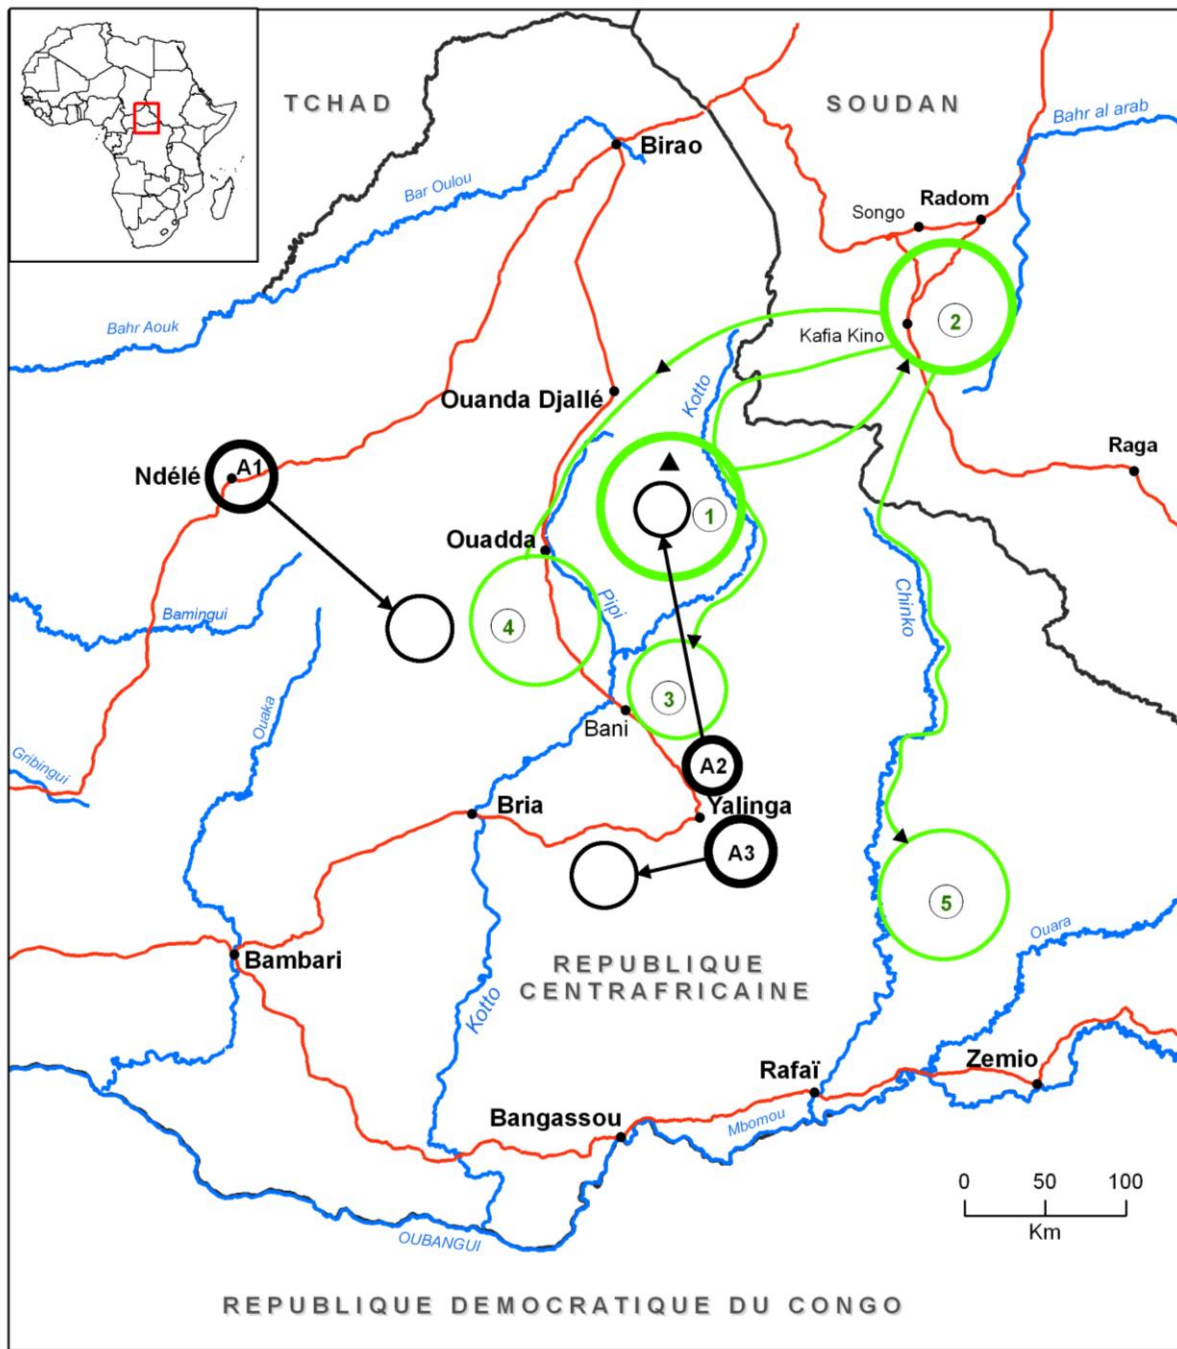 TCHAD
SOUDAN
Bahr al arab
Birao
Bar Oulou
Radom
Songo
2
Bahr Aouk
Kafia Kino
Ouanda Djallé
Kotto
Raga
Ndélé
A1
1
Ouadda
Pipi
Chinko
Bamingui
4
3
Ouaka
Bani
Gribingui
A2
Bria
Yalinga
A3
5
Ouara
Bambari
REPUBLIQUE
CENTRAFRICAINE
Kotto
Zemio
Rafaï
Bangassou
Mbomou
0 50 100
Km
OUBANGUI
REPUBLIQUE DEMOCRATIQUE DU CONGO